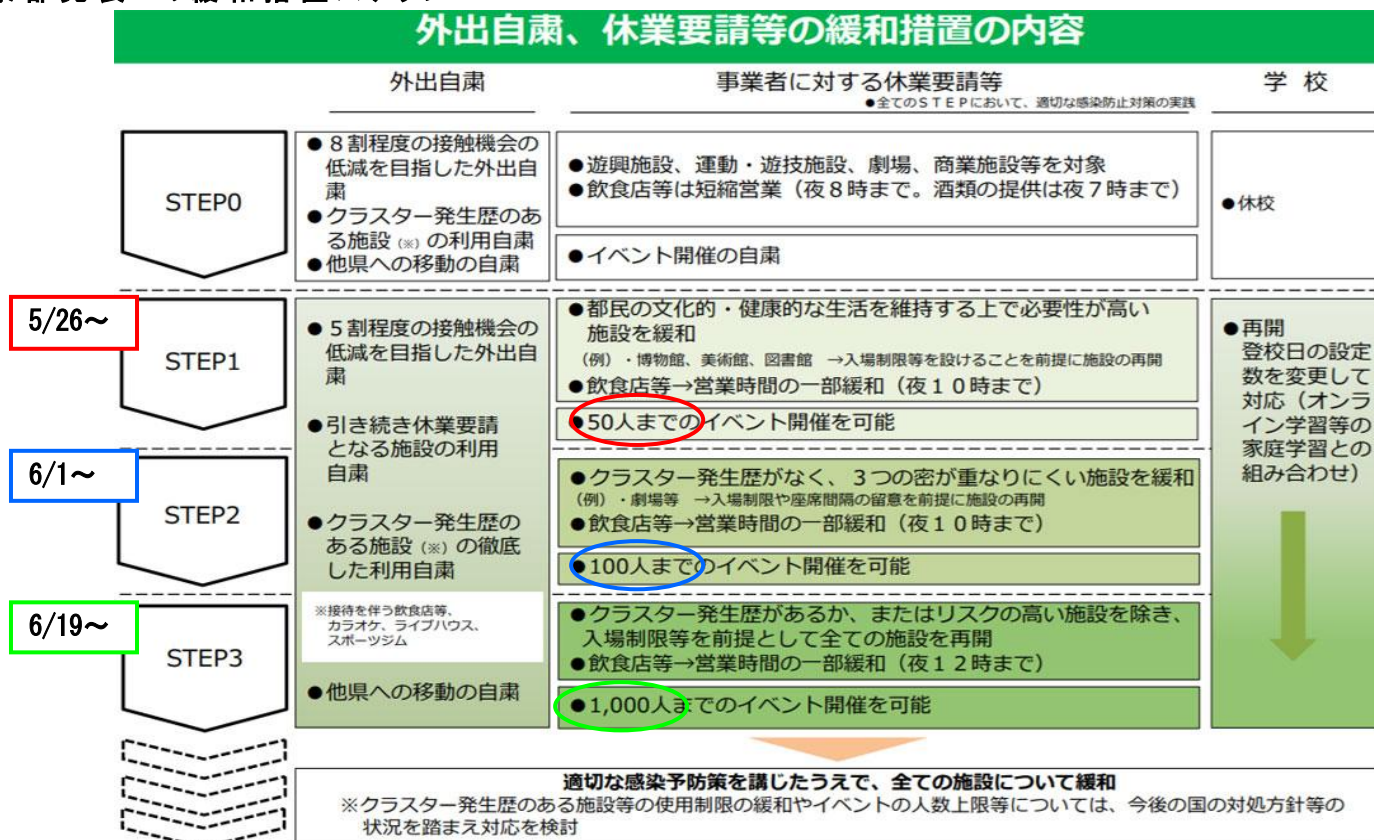 外出自粛、休業要請等の緩和措置の内容
外出自粛
事業者に対する休業要請等
●全てのSTEPにおいて、適切な感染防止対策の実践
学 校
STEP0
●８割程度の接触機会の
低減を目指した外出自
粛
●クラスター発生歴のあ
る施設（※）の利用自粛
●他県への移動の自粛
●遊興施設、運動・遊技施設、劇場、商業施設等を対象
●飲食店等は短縮営業（夜８時まで。酒類の提供は夜７時まで）
●イベント開催の自粛
●休校
5/26～
STEP1
●５割程度の接触機会の
低減を目指した外出自
粛
●引き続き休業要請
となる施設の利用
自粛
●クラスター発生歴の
ある施設（※）の徹底
した利用自粛
※接待を伴う飲食店等、
カラオケ、ライブハウス、
スポーツジム
●他県への移動の自粛
●都民の文化的・健康的な生活を維持する上で必要性が高い
施設を緩和
（例）・博物館、美術館、図書館 →入場制限等を設けることを前提に施設の再開
●飲食店等→営業時間の一部緩和（夜１０時まで）
●50人までのイベント開催を可能
●再開
登校日の設定
数を変更して
対応（オンラ
イン学習等の
家庭学習との
組み合わせ）
6/1～
STEP2
●クラスター発生歴がなく、３つの密が重なりにくい施設を緩和
（例）・劇場等 →入場制限や座席間隔の留意を前提に施設の再開
●飲食店等→営業時間の一部緩和（夜１０時まで）
●100人までのイベント開催を可能
6/19～
STEP3
●クラスター発生歴があるか、またはリスクの高い施設を除き、
入場制限等を前提として全ての施設を再開
●飲食店等→営業時間の一部緩和（夜１２時まで）
●1,000人までのイベント開催を可能
適切な感染予防策を講じたうえで、全ての施設について緩和
※クラスター発生歴のある施設等の使用制限の緩和やイベントの人数上限等については、今後の国の対処方針等の
状況を踏まえ対応を検討